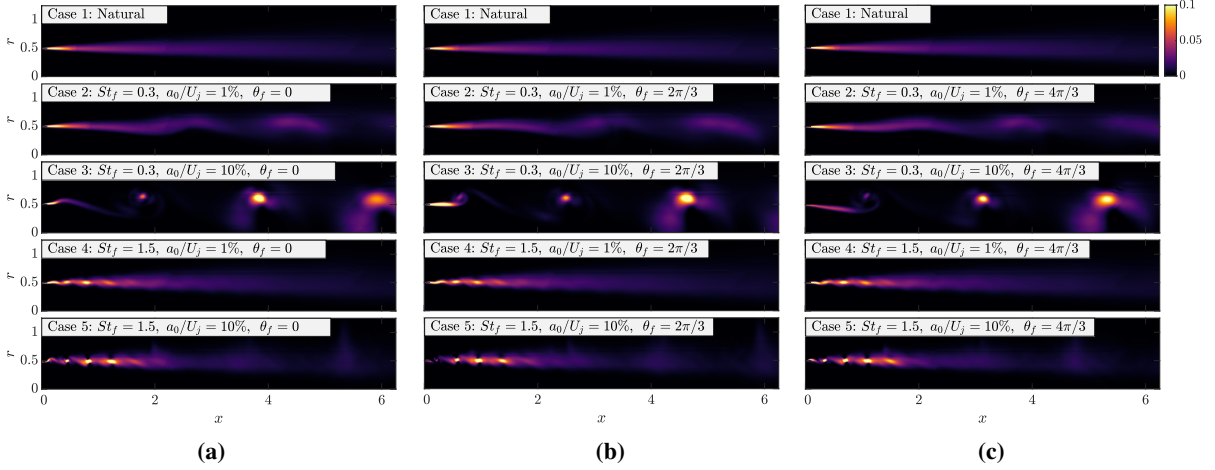 Case 1: Natural
Case 1: Natural
Case 1: Natural
0.1
0.05
0
1
r
0.5
0
Case 2: St_f = 0.3, a_0/U_j = 1%, θ_f = 0
Case 2: St_f = 0.3, a_0/U_j = 1%, θ_f = 2π/3
Case 2: St_f = 0.3, a_0/U_j = 1%, θ_f = 4π/3
1
r
0.5
0
Case 3: St_f = 0.3, a_0/U_j = 10%, θ_f = 0
Case 3: St_f = 0.3, a_0/U_j = 10%, θ_f = 2π/3
Case 3: St_f = 0.3, a_0/U_j = 10%, θ_f = 4π/3
1
r
0.5
0
Case 4: St_f = 1.5, a_0/U_j = 1%, θ_f = 0
Case 4: St_f = 1.5, a_0/U_j = 1%, θ_f = 2π/3
Case 4: St_f = 1.5, a_0/U_j = 1%, θ_f = 4π/3
1
r
0.5
0
Case 5: St_f = 1.5, a_0/U_j = 10%, θ_f = 0
Case 5: St_f = 1.5, a_0/U_j = 10%, θ_f = 2π/3
Case 5: St_f = 1.5, a_0/U_j = 10%, θ_f = 4π/3
1
r
0.5
0
0 2 4 6
0 2 4 6
0 2 4 6
x
x
x
(a)
(b)
(c)